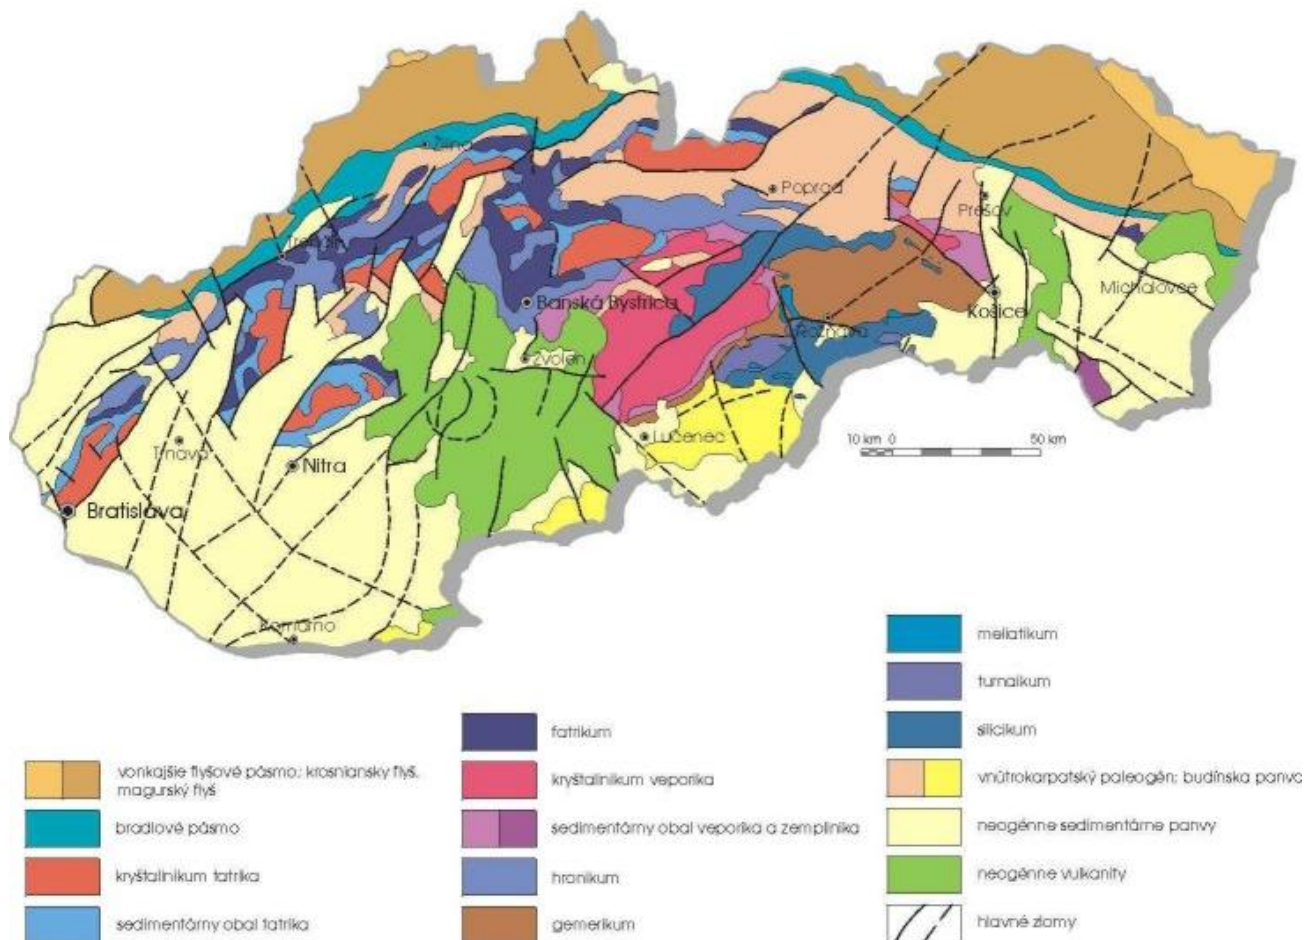 Žilina
Poprad
Prešov
Trenčín
Banská Bystrica
Michalovce
Košice
Rožňava
Zvolen
Lučenec
10 km 0 50 km
Trnava
Nitra
Bratislava
Komárno
vonkajšie flyšové pásmo: krosniansky flyš,
magurský flyš
bradlové pásmo
kryštalinikum tatrika
sedimentárny obal tatrika
fatrikum
kryštalinikum veporika
sedimentárny obal veporika a zemplinika
hronikum
gemerikum
meliatikum
turnaikum
silicikum
vnútrokarpatský paleogén; budínska panva
neogénne sedimentárne panvy
neogénne vulkanity
hlavné zlomy